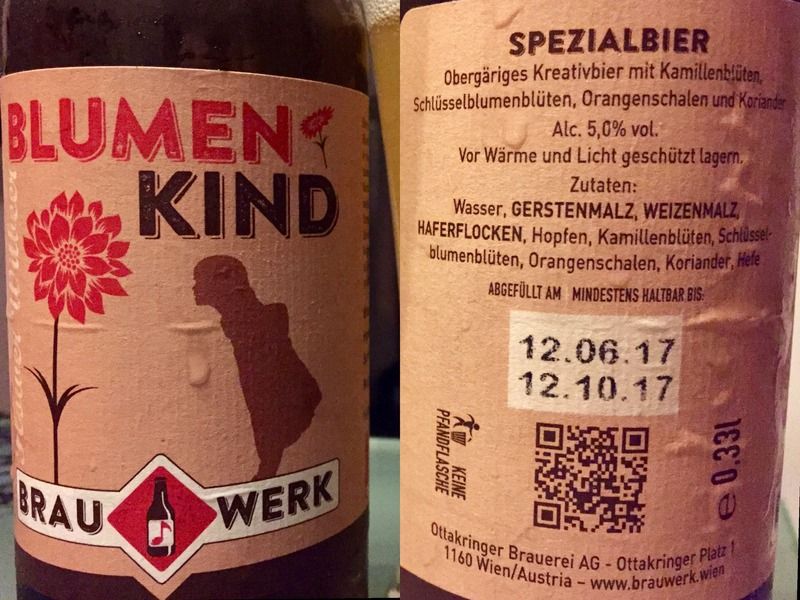 BLUMEN
KIND
BRAU WERK
SPEZIALBIER
Obergäriges Kreativbier mit Kamillenblüten,
Schlüsselblumenblüten, Orangenschalen und Koriander
Alc. 5,0% vol.
Vor Wärme und Licht geschützt lagern.
Zutaten:
Wasser, GERSTENMALZ, WEIZENMALZ,
HAFERFLOCKEN, Hopfen, Kamillenblüten, Schlüssel-
blumenblüten, Orangenschalen, Koriander, Hefe
ABGEFÜLLT AM MINDESTENS HALTBAR BIS:
12.06.17
12.10.17
KEINE
PFANDFLASCHE
e 0,33l
Ottakringer Brauerei AG - Ottakringer Platz 1
1160 Wien/Austria – www.brauwerk.wien